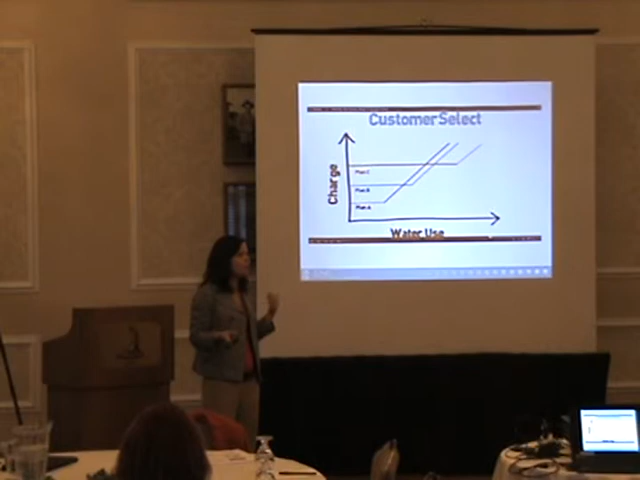 CustomerSelect
Charge
Plan C
Plan B
Plan A
Water Use